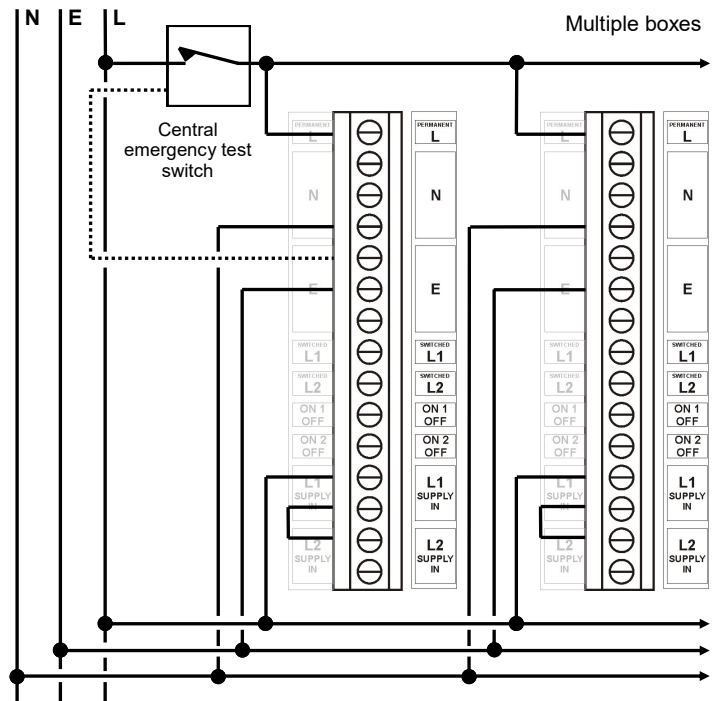 N E L
Multiple boxes
Central
emergency test
switch
PERMANENT
L
N
E
SWITCHED
L1
SWITCHED
L2
ON 1
OFF
ON 2
OFF
L1
SUPPLY
IN
L2
SUPPLY
IN
PERMANENT
L
N
E
SWITCHED
L1
SWITCHED
L2
ON 1
OFF
ON 2
OFF
L1
SUPPLY
IN
L2
SUPPLY
IN
PERMANENT
L
N
E
SWITCHED
L1
SWITCHED
L2
ON 1
OFF
ON 2
OFF
L1
SUPPLY
IN
L2
SUPPLY
IN
PERMANENT
L
N
E
SWITCHED
L1
SWITCHED
L2
ON 1
OFF
ON 2
OFF
L1
SUPPLY
IN
L2
SUPPLY
IN